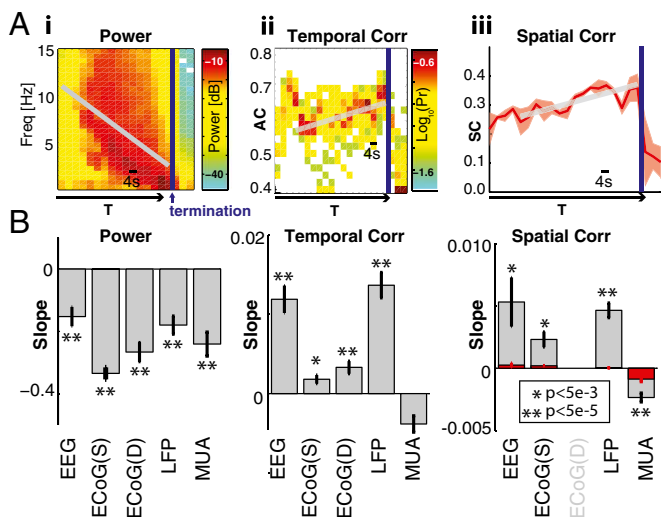 A
i
Power
ii
Temporal Corr
iii
Spatial Corr
15
10
5
Freq [Hz]
4s
T
termination
-10
-40
Power [dB]
0.8
0.7
0.6
0.5
0.4
AC
4s
T
-0.6
-1.6
Log10(Pr)
0.4
0.3
0.2
0.1
0.0
SC
4s
T
B
Power
0
-0.4
Slope
**
**
**
**
**
EEG
ECoG(S)
ECoG(D)
LFP
MUA
Temporal Corr
0.02
0
Slope
**
*
**
**
EEG
ECoG(S)
ECoG(D)
LFP
MUA
Spatial Corr
0.010
0
-0.005
Slope
*
*
**
**
* p<5e-3
** p<5e-5
EEG
ECoG(S)
ECoG(D)
LFP
MUA